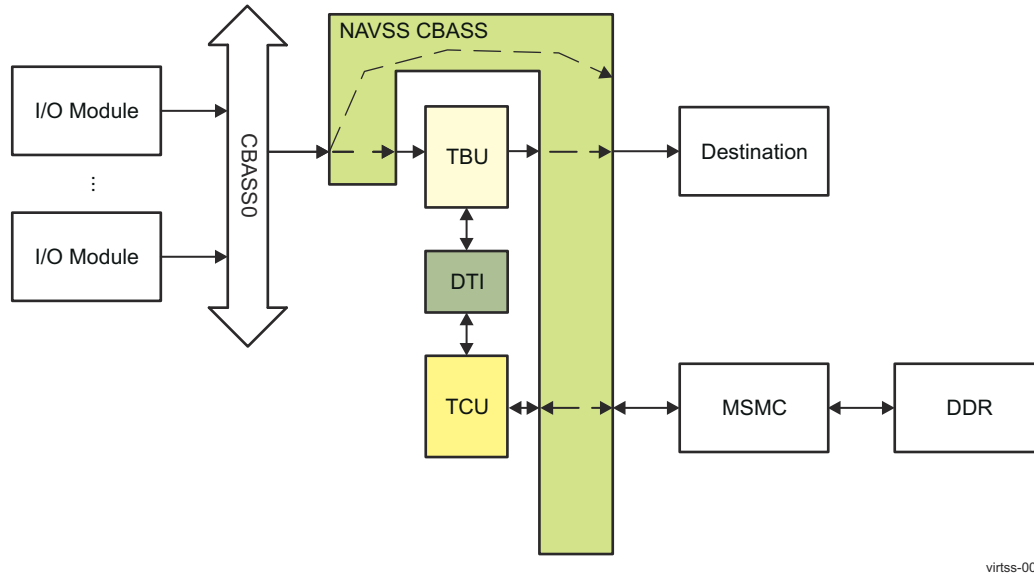 NAVSS CBASS
I/O Module
...
I/O Module
CBASS0
TBU
Destination
DTI
TCU
MSMC
DDR
virtss-00